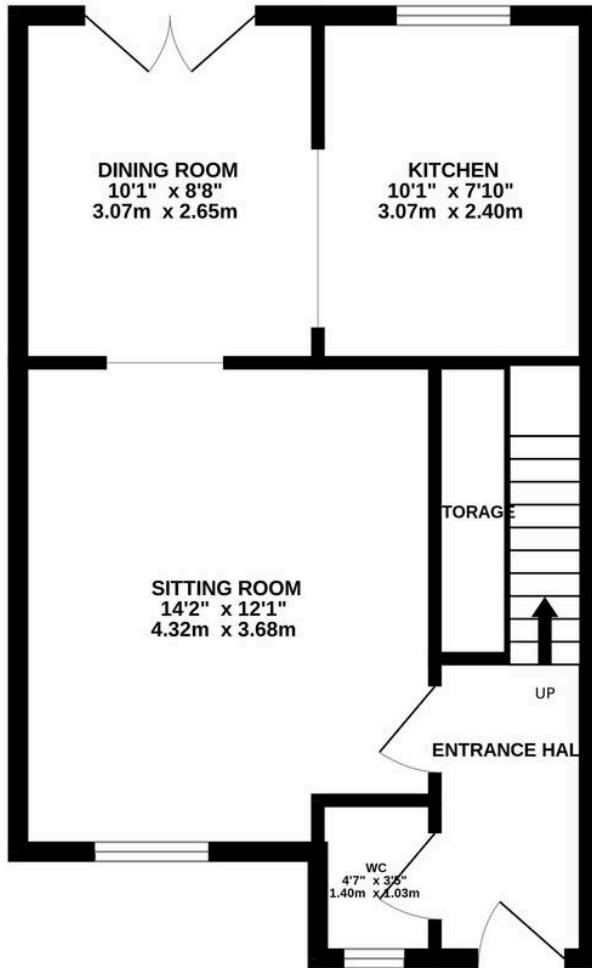 DINING ROOM
10'1" x 8'8"
3.07m x 2.65m
KITCHEN
10'1" x 7'10"
3.07m x 2.40m
TORAGE
SITTING ROOM
14'2" x 12'1"
4.32m x 3.68m
UP
ENTRANCE HAL
WC
4'7" x 3'5"
1.40m x 1.03m